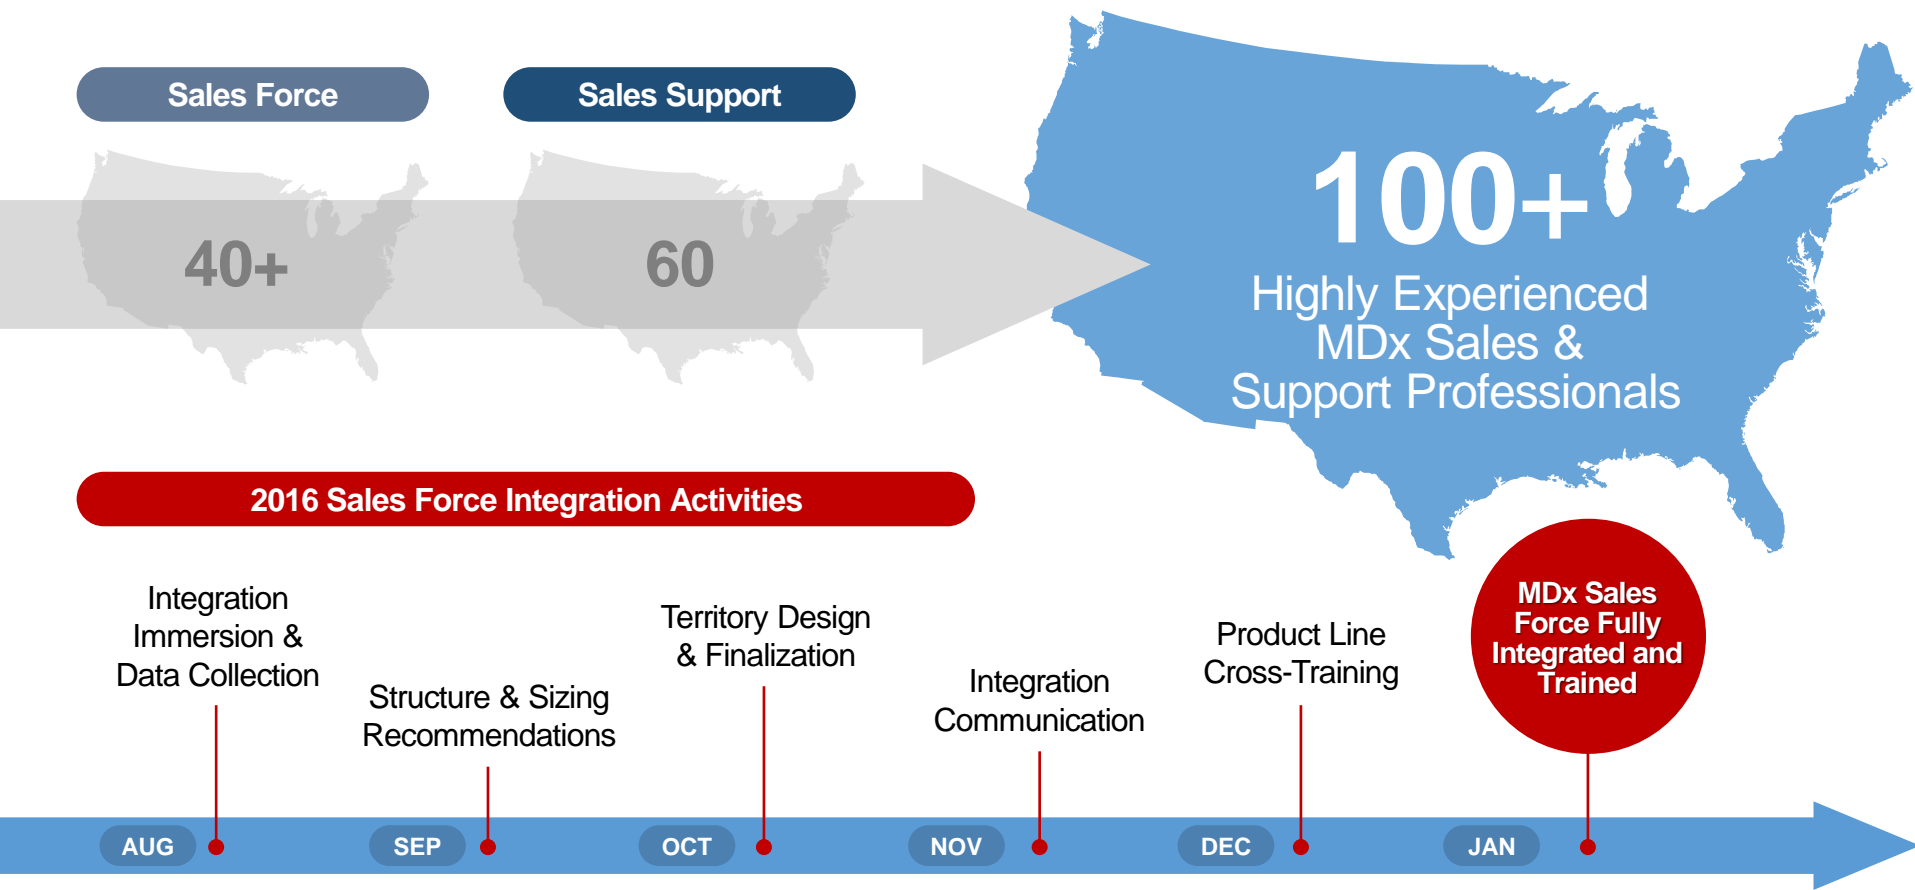 Sales Force
Sales Support
40+
60
100+
Highly Experienced
MDx Sales &
Support Professionals
2016 Sales Force Integration Activities
Integration
Immersion &
Data Collection
Structure & Sizing
Recommendations
Territory Design
& Finalization
Integration
Communication
Product Line
Cross-Training
MDx Sales
Force Fully
Integrated and
Trained
AUG
SEP
OCT
NOV
DEC
JAN